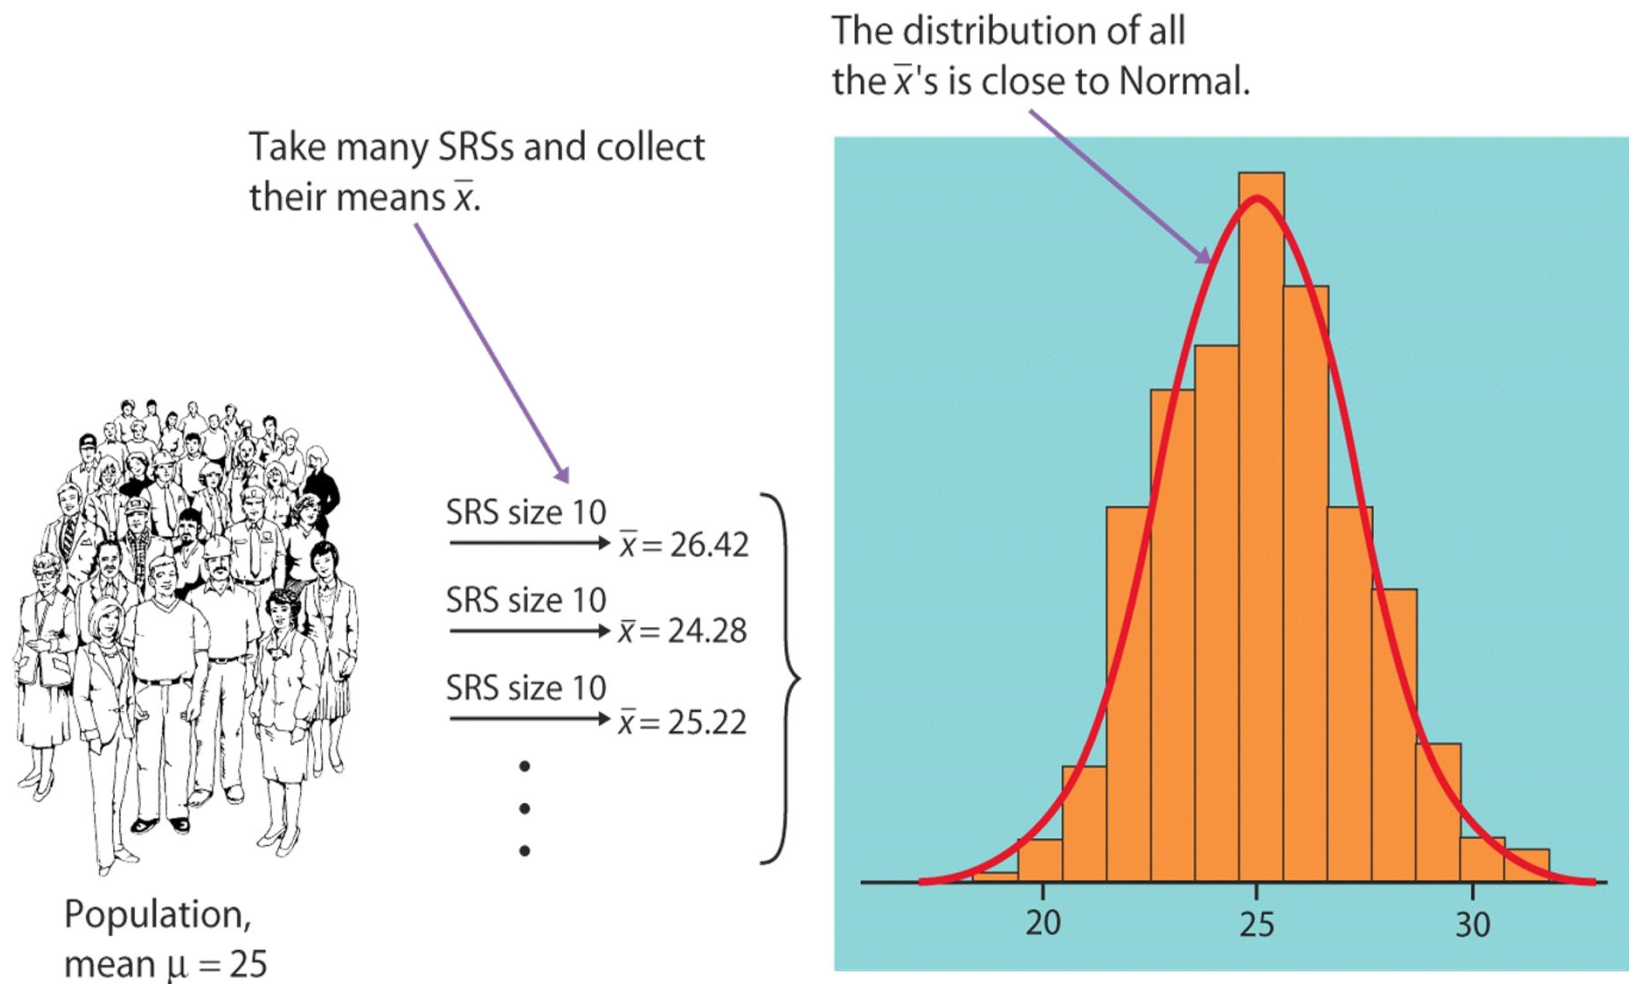 The distribution of all
the x̅'s is close to Normal.
Take many SRSs and collect
their means x̅.
SRS size 10
x̅ = 26.42
SRS size 10
x̅ = 24.28
SRS size 10
x̅ = 25.22
Population,
mean μ = 25
20 25 30